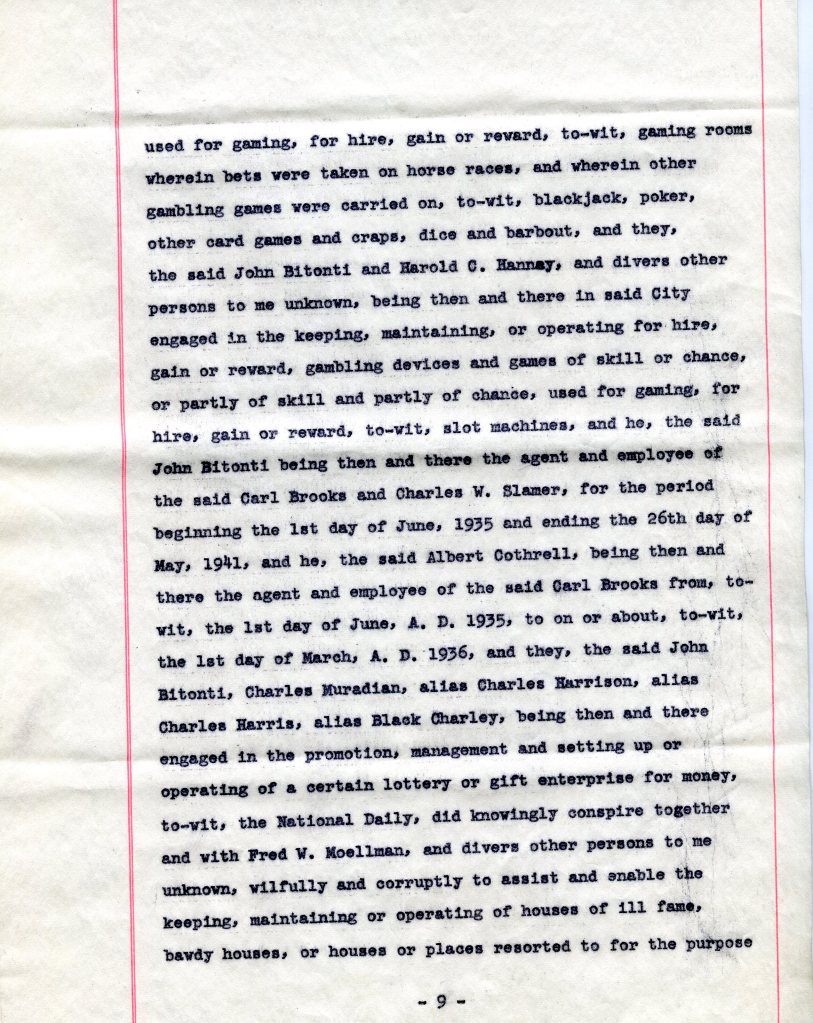 used for gaming, for hire, gain or reward, to-wit, gaming rooms
wherein bets were taken on horse races, and wherein other
gambling games were carried on, to-wit, blackjack, poker,
other card games and craps, dice and barbout, and they,
the said John Bitonti and Harold C. Hannay, and divers other
persons to me unknown, being then and there in said City
engaged in the keeping, maintaining, or operating for hire,
gain or reward, gambling devices and games of skill or chance,
or partly of skill and partly of chance, used for gaming, for
hire, gain or reward, to-wit, slot machines, and he, the said
John Bitonti being then and there the agent and employee of
the said Carl Brooks and Charles W. Slamer, for the period
beginning the 1st day of June, 1935 and ending the 26th day of
May, 1941, and he, the said Albert Cothrell, being then and
there the agent and employee of the said Carl Brooks from, to-
wit, the 1st day of June, A. D. 1935, to on or about, to-wit,
the 1st day of March, A. D. 1936, and they, the said John
Bitonti, Charles Muradian, alias Charles Harrison, alias
Charles Harris, alias Black Charley, being then and there
engaged in the promotion, management and setting up or
operating of a certain lottery or gift enterprise for money,
to-wit, the National Daily, did knowingly conspire together
and with Fred W. Moellman, and divers other persons to me
unknown, wilfully and corruptly to assist and enable the
keeping, maintaining or operating of houses of ill fame,
bawdy houses, or houses or places resorted to for the purpose
- 9 -